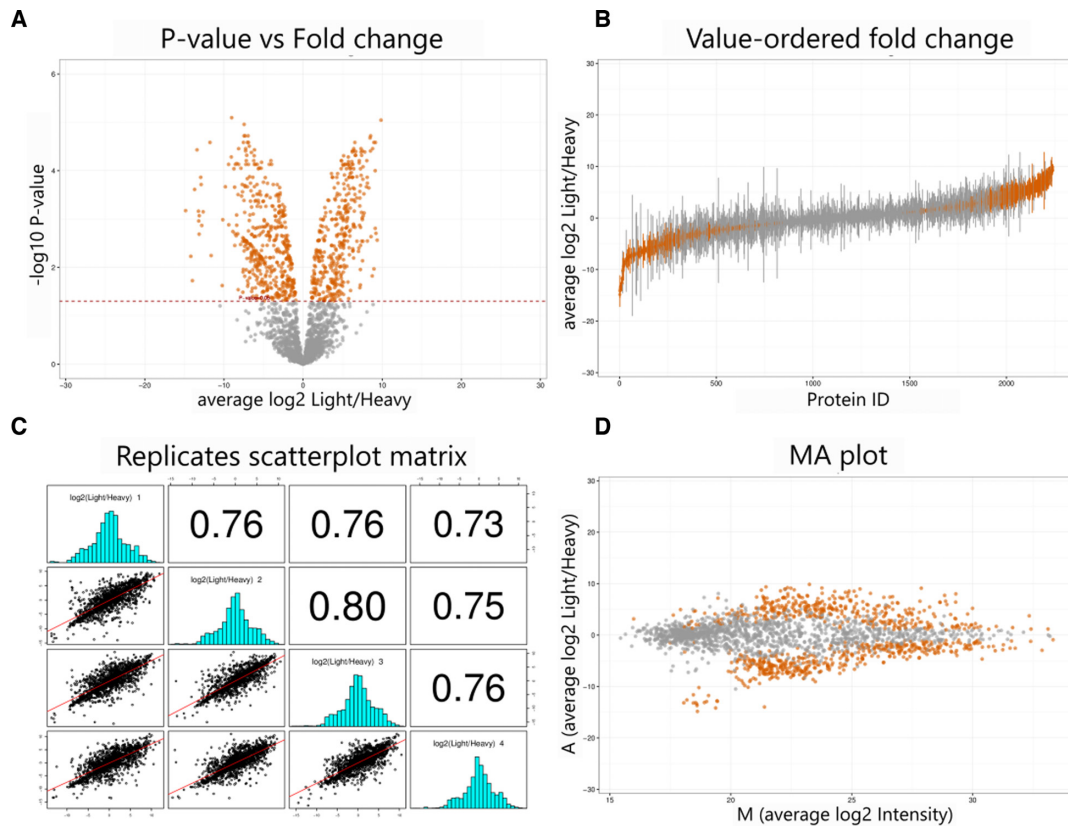 A
P-value vs Fold change
6
4
2
0
-log10 P-value
-30
-20
-10
0
10
20
30
average log2 Light/Heavy
B
Value-ordered fold change
30
20
10
0
-10
-20
-30
average log2 Light/Heavy
0
500
1000
1500
2000
Protein ID
C
Replicates scatterplot matrix
log2(Light/Heavy) 1
0.76
0.76
0.73
log2(Light/Heavy) 2
0.80
0.75
log2(Light/Heavy) 3
0.76
log2(Light/Heavy) 4
D
MA plot
30
20
10
0
-10
-20
-30
A (average log2 Light/Heavy)
15
20
25
30
M (average log2 Intensity)